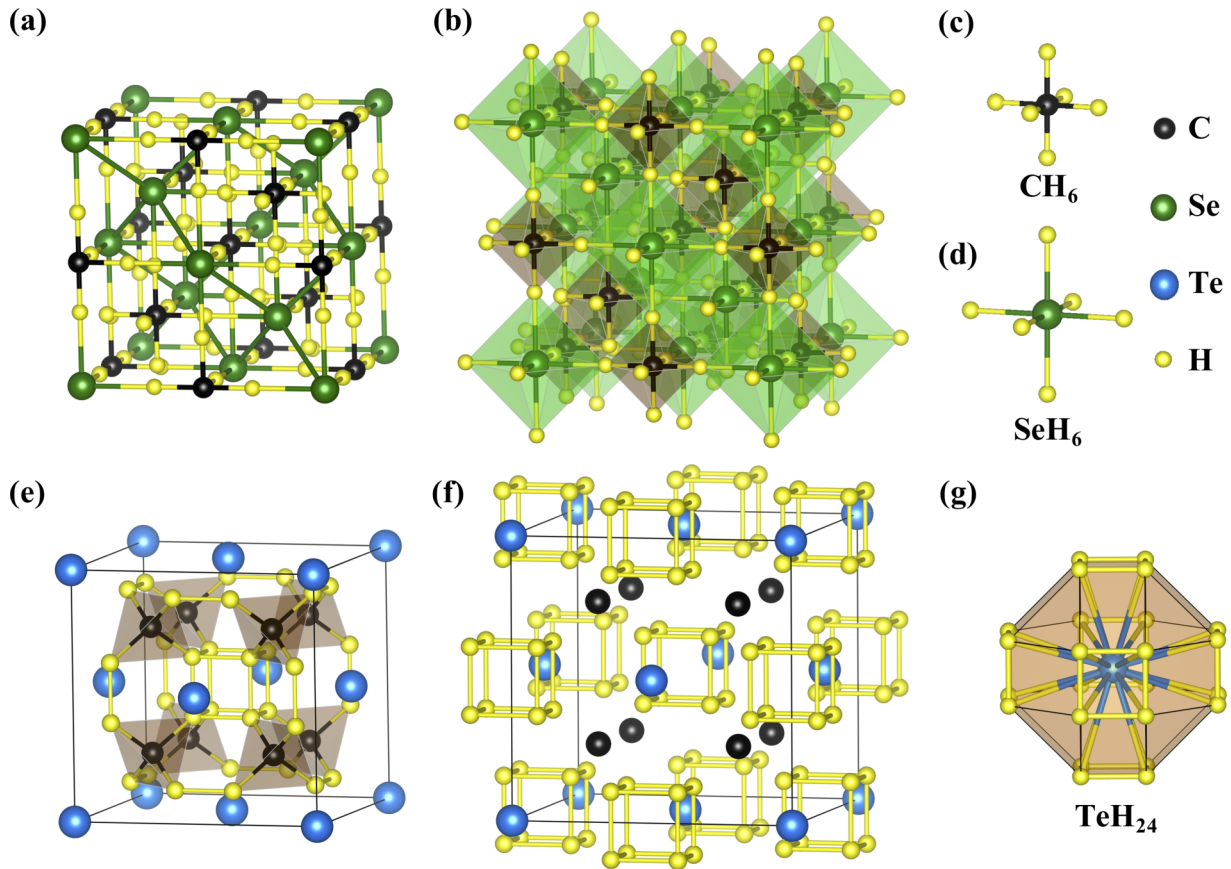 (a)
(b)
(c)
CH₆
C
Se
(d)
SeH₆
Te
H
(e)
(f)
(g)
TeH₂₄